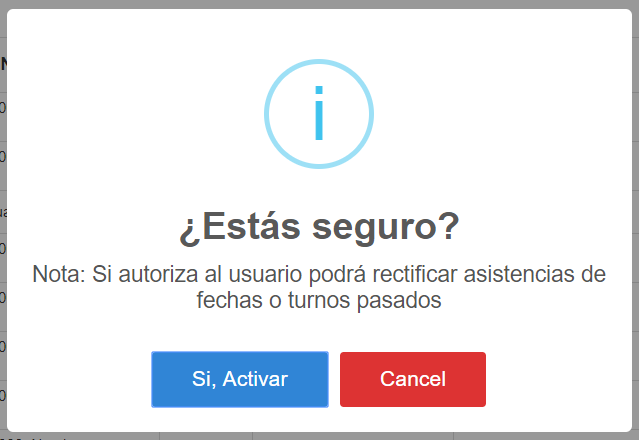 ¿Estás seguro?
Nota: Si autoriza al usuario podrá rectificar asistencias de
fechas o turnos pasados
Si, Activar
Cancel